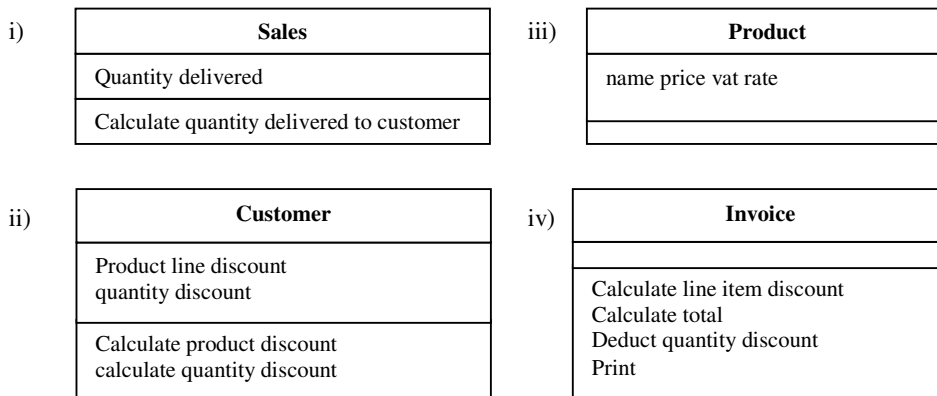 i)
Sales
Quantity delivered
Calculate quantity delivered to customer
iii)
Product
name price vat rate
ii)
Customer
Product line discount
quantity discount
Calculate product discount
calculate quantity discount
iv)
Invoice
Calculate line item discount
Calculate total
Deduct quantity discount
Print